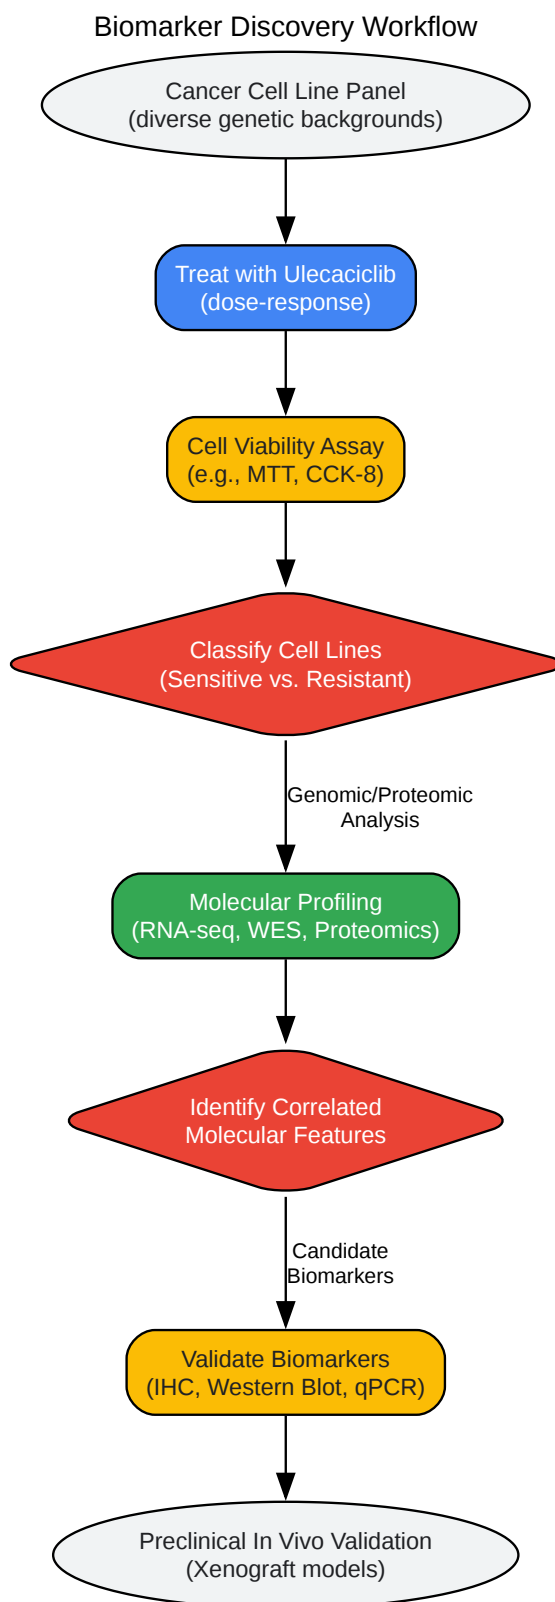 Biomarker Discovery Workflow
Cancer Cell Line Panel
(diverse genetic backgrounds)
Treat with Ulecaciclib
(dose-response)
Cell Viability Assay
(e.g., MTT, CCK-8)
Classify Cell Lines
(Sensitive vs. Resistant)
Genomic/Proteomic
Analysis
Molecular Profiling
(RNA-seq, WES, Proteomics)
Identify Correlated
Molecular Features
Candidate
Biomarkers
Validate Biomarkers
(IHC, Western Blot, qPCR)
Preclinical In Vivo Validation
(Xenograft models)